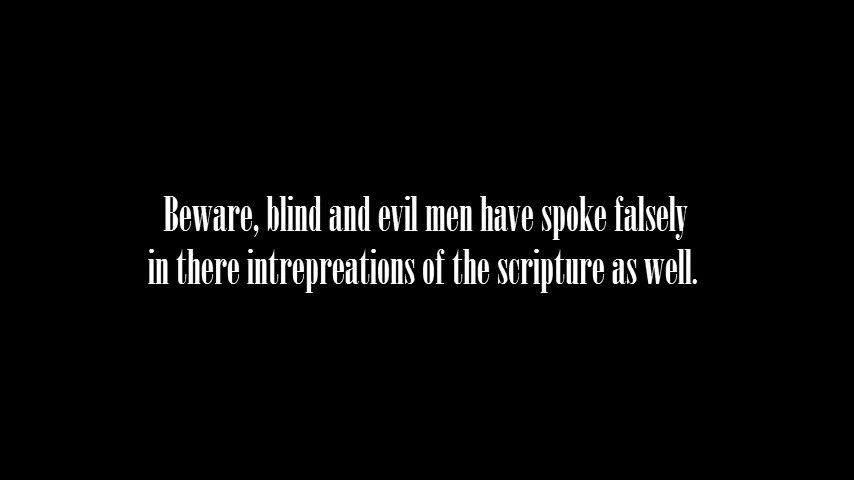 Beware, blind and evil men have spoke falsely
in there intrepreations of the scripture as well.